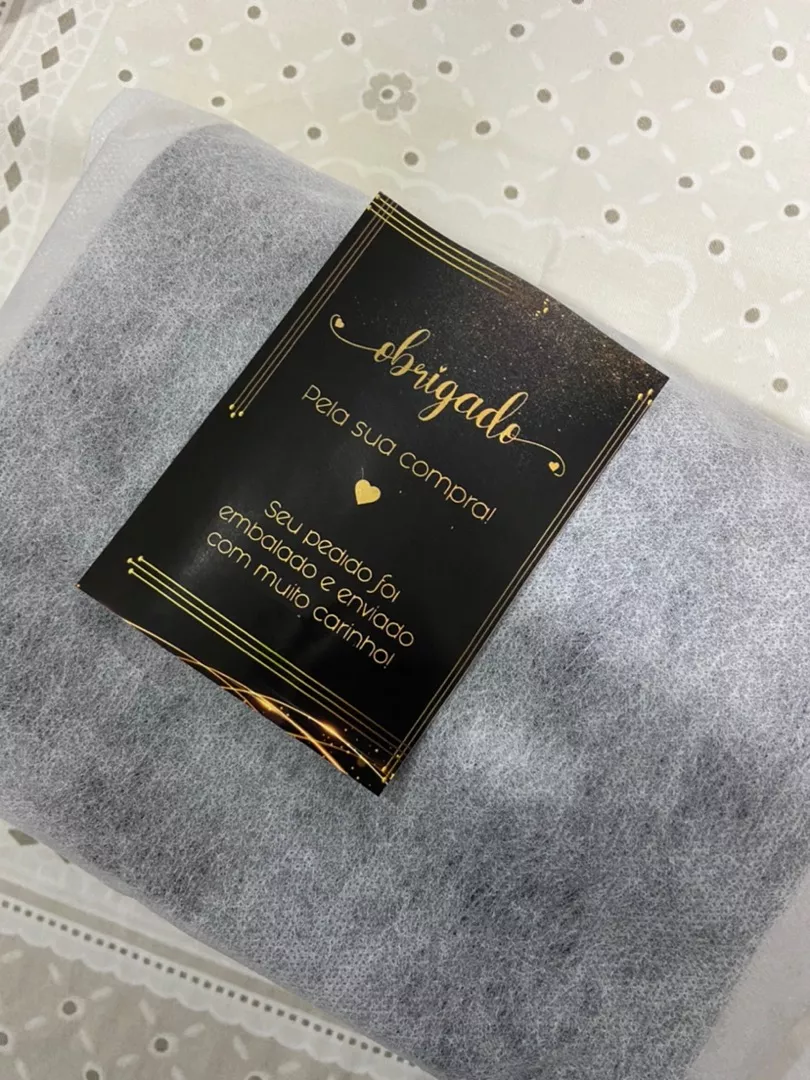 obrigado
Pela sua compra!
Seu pedido foi
embalado e enviado
com muito carinho!